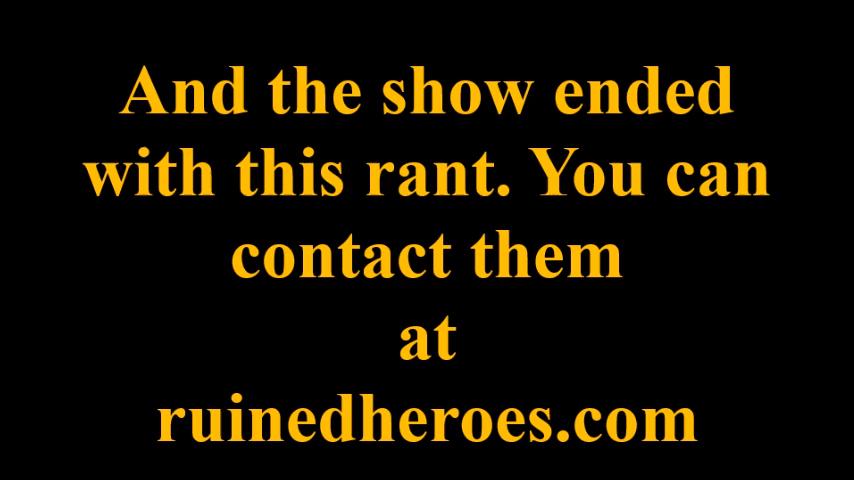 And the show ended
with this rant. You can
contact them
at
ruinedheroes.com